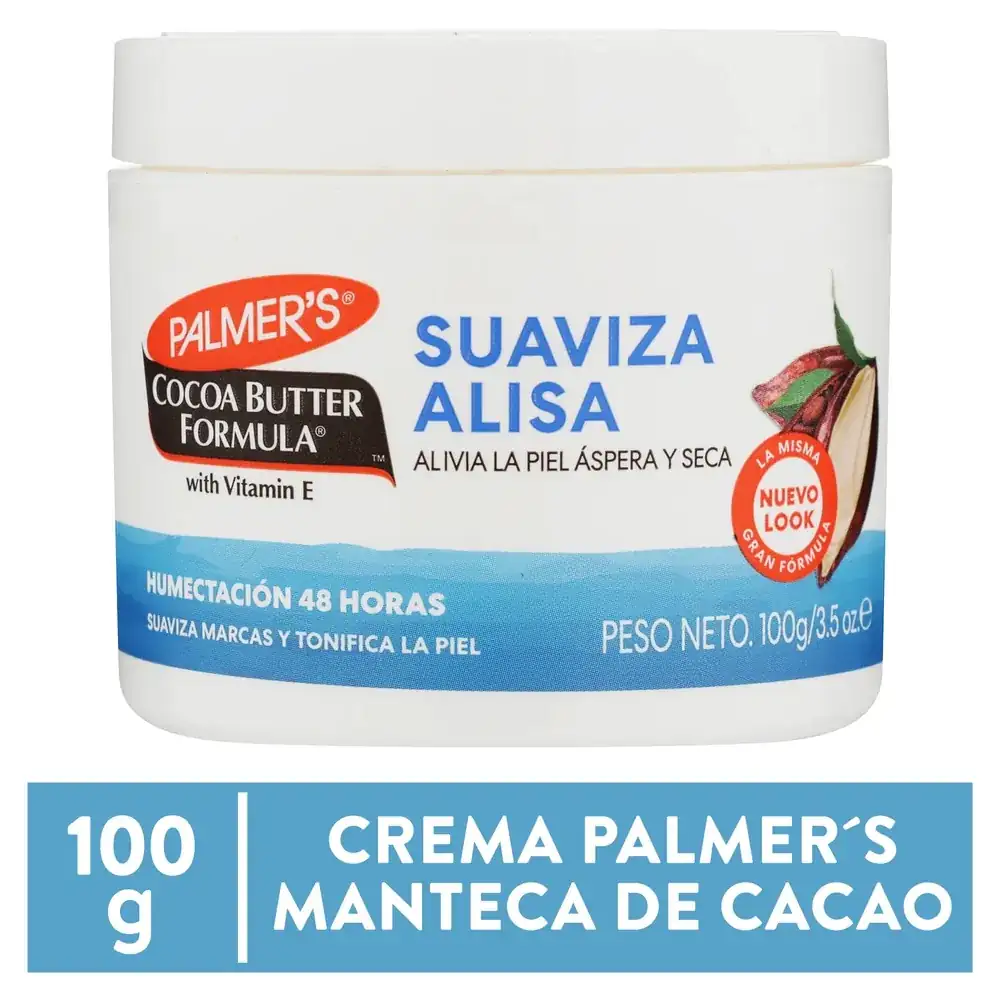 PALMER'S®
COCOA BUTTER
FORMULA®
™
with Vitamin E
SUAVIZA
ALISA
ALIVIA LA PIEL ÁSPERA Y SECA
LA MISMA
NUEVO
LOOK
GRAN FÓRMULA
HUMECTACIÓN 48 HORAS
SUAVIZA MARCAS Y TONIFICA LA PIEL
PESO NETO. 100g/3.5 oz.℮
100
g
CREMA PALMER´S
MANTECA DE CACAO